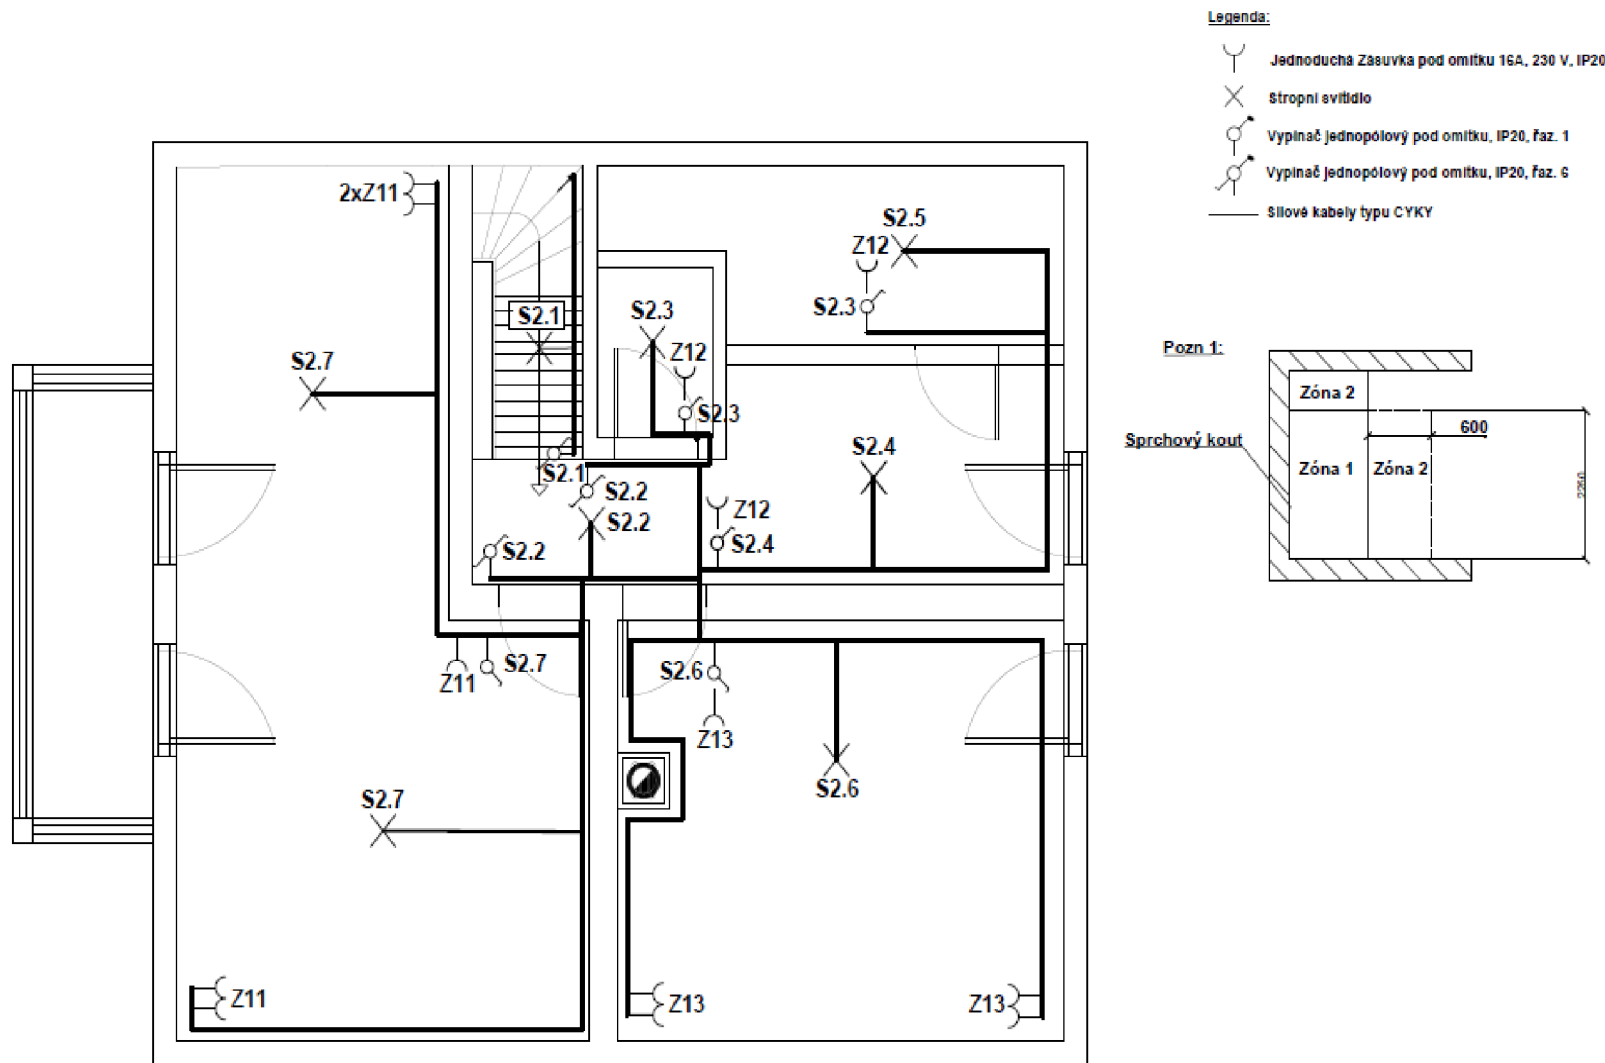 Legenda:
Jednoduchá Zásuvka pod omítku 16A, 230 V, IP20
Stropní svítidlo
Vypínač jednopólový pod omítku, IP20, řaz. 1
Vypínač jednopólový pod omítku, IP20, řaz. 6
Silové kabely typu CYKY
2xZ11
S2.5
Z12
S2.3
S2.1
S2.3
Z12
S2.3
S2.7
S2.4
S2.1
S2.2
S2.2
Z12
S2.4
S2.2
S2.7
Z11
S2.6
Z13
S2.6
S2.7
Z11
Z13
Z13
Pozn 1:
Zóna 2
600
Sprchový kout
Zóna 1
Zóna 2
2250